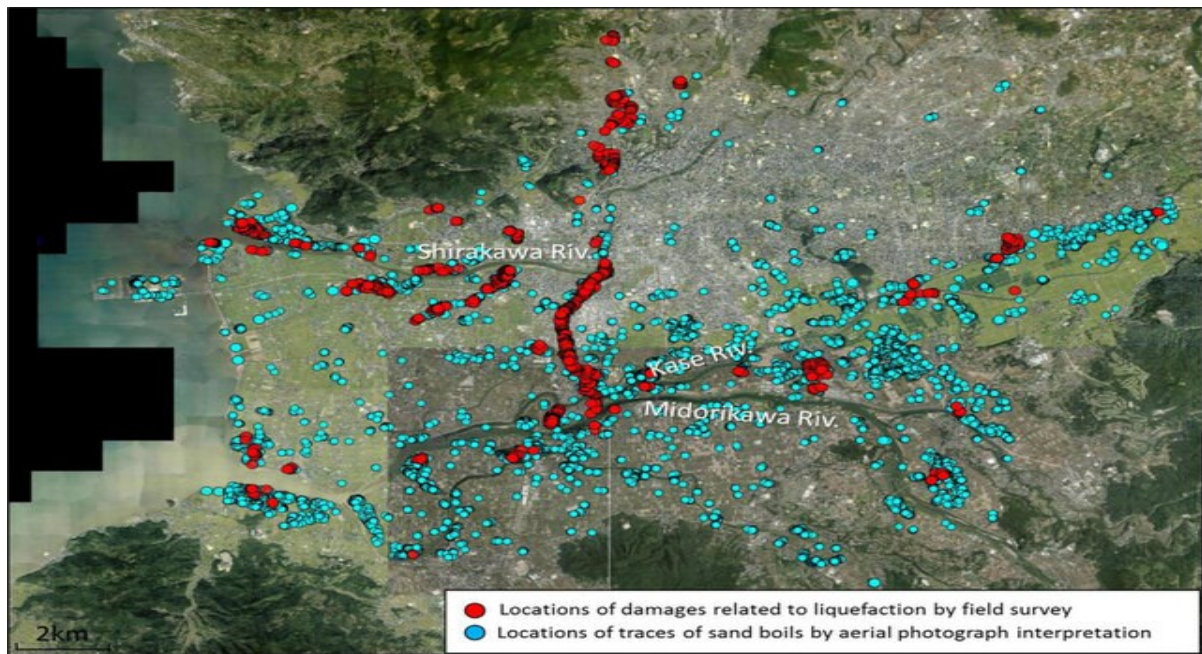 Shirakawa Riv.
Kase Riv.
Midorikawa Riv.
Locations of damages related to liquefaction by field survey
Locations of traces of sand boils by aerial photograph interpretation
2km